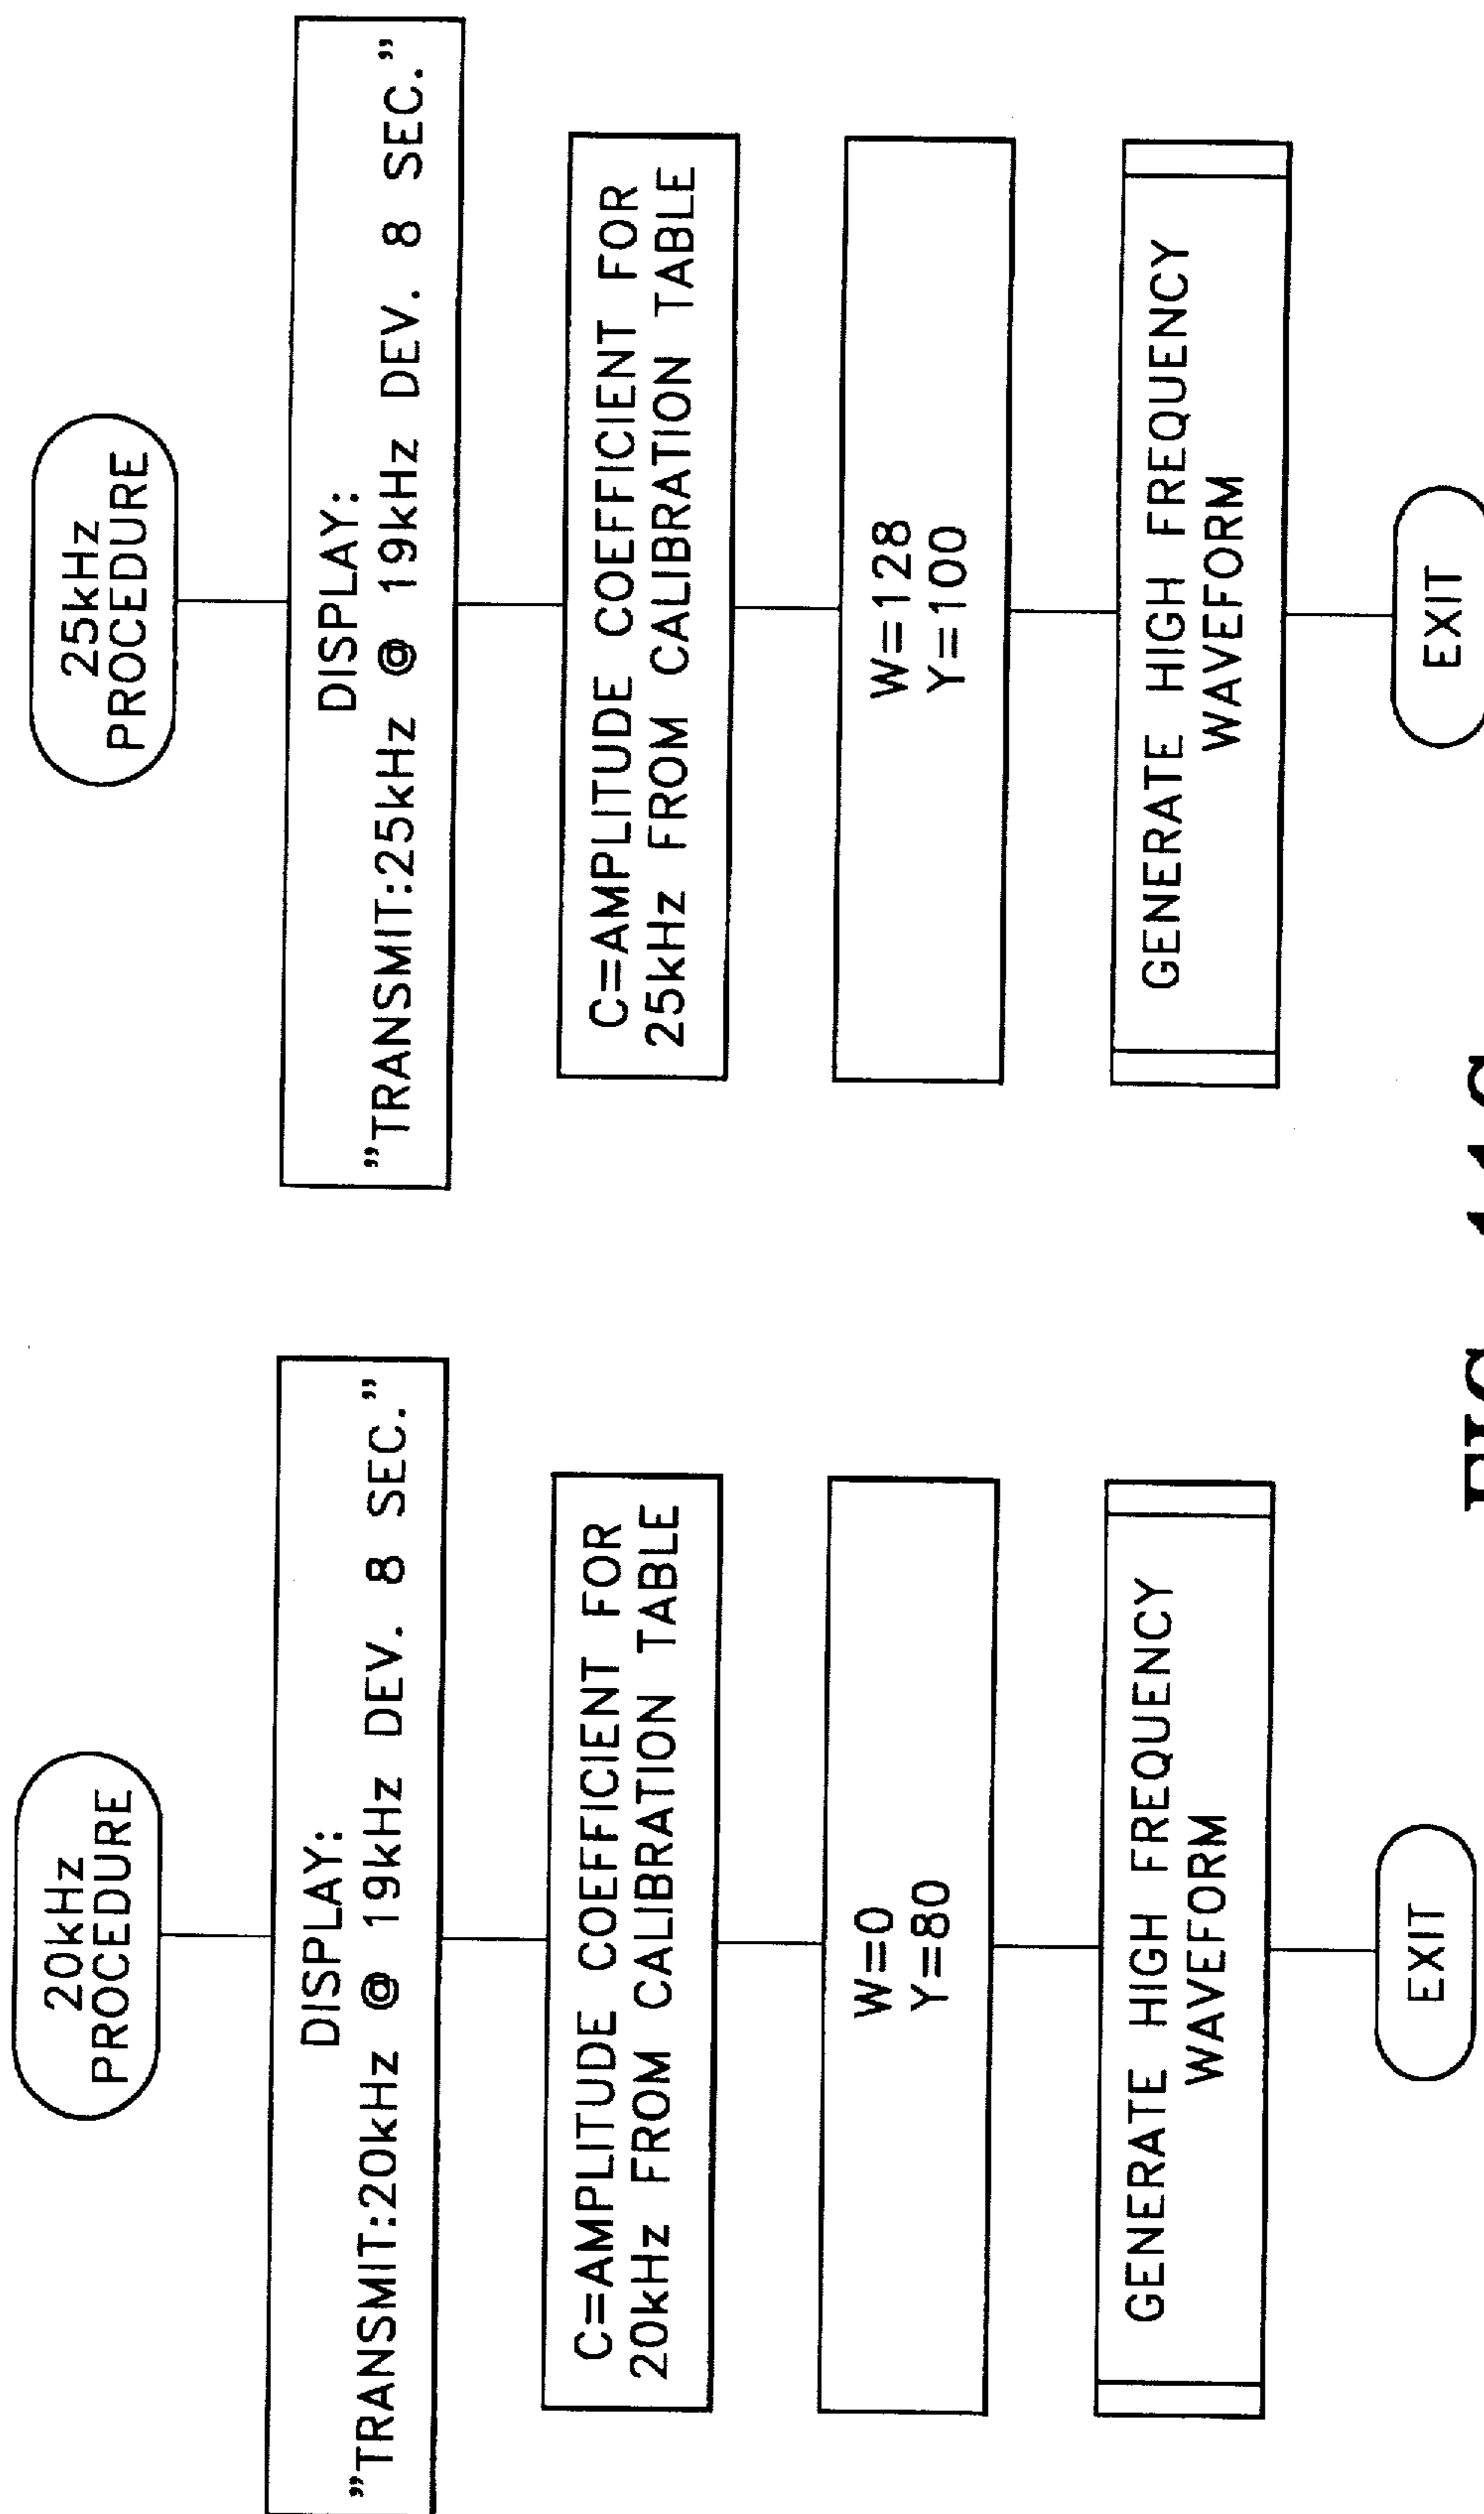 20kHz
PROCEDURE
DISPLAY:
"TRANSMIT:20kHz @ 19kHz DEV. 8 SEC."
C=AMPLITUDE COEFFICIENT FOR
20kHz FROM CALIBRATION TABLE
W=0
Y=80
GENERATE HIGH FREQUENCY
WAVEFORM
EXIT
25kHz
PROCEDURE
DISPLAY:
"TRANSMIT:25kHz @ 19kHz DEV. 8 SEC."
C=AMPLITUDE COEFFICIENT FOR
25kHz FROM CALIBRATION TABLE
W=128
Y=100
GENERATE HIGH FREQUENCY
WAVEFORM
EXIT